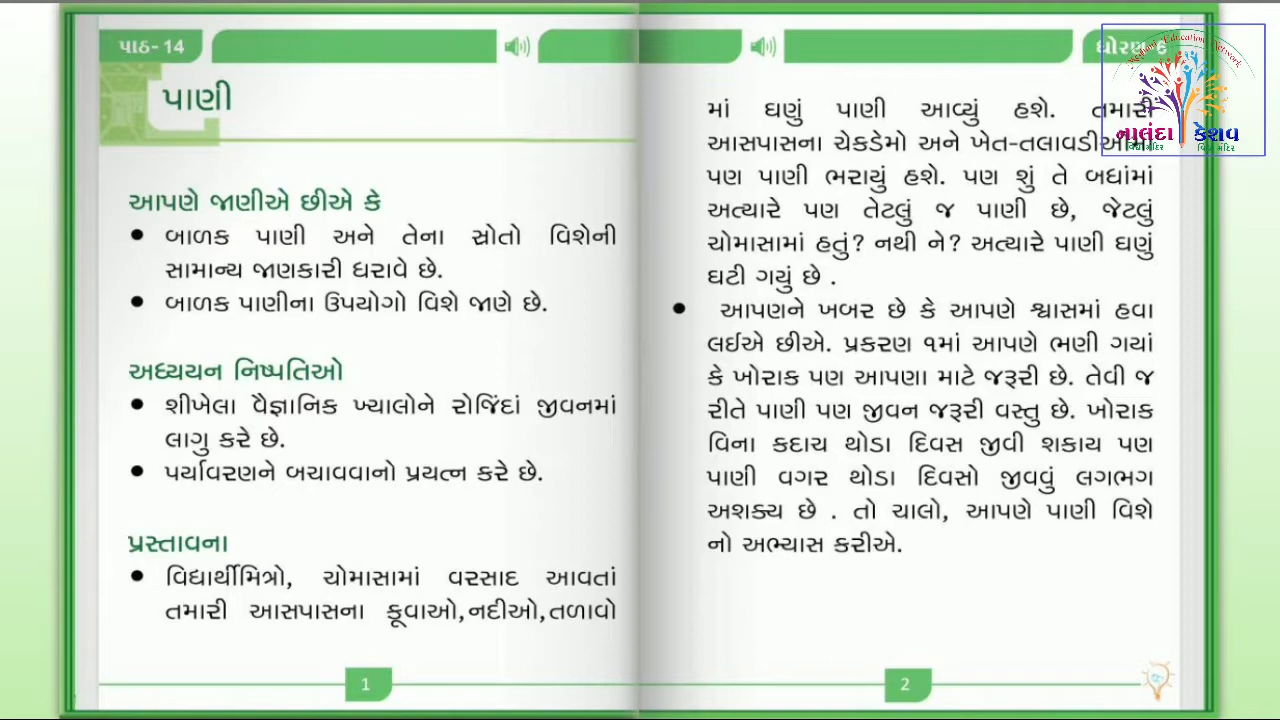 પાઠ- 14
પાણી
આપણે જાણીએ છીએ કે
● બાળક પાણી અને તેના સ્રોતો વિશેની
સામાન્ય જાણકારી ધરાવે છે.
● બાળક પાણીના ઉપયોગો વિશે જાણે છે.
અધ્યયન નિષ્પતિઓ
● શીખેલા વૈજ્ઞાનિક ખ્યાલોને રોજિંદાં જીવનમાં
લાગુ કરે છે.
● પર્યાવરણને બચાવવાનો પ્રયત્ન કરે છે.
પ્રસ્તાવના
● વિદ્યાર્થીમિત્રો, ચોમાસામાં વરસાદ આવતાં
તમારી આસપાસના કૂવાઓ,નદીઓ,તળાવો
1
ધોરણ-૬
Education Network
નાલંદા કેશવ
વિદ્યામંદિર
માં ઘણું પાણી આવ્યું હશે. તમારી
આસપાસના ચેકડેમો અને ખેત-તલાવડીઓમાં
પણ પાણી ભરાયું હશે. પણ શું તે બધાંમાં
અત્યારે પણ તેટલું જ પાણી છે, જેટલું
ચોમાસામાં હતું? નથી ને? અત્યારે પાણી ઘણું
ઘટી ગયું છે .
● આપણને ખબર છે કે આપણે શ્વાસમાં હવા
લઈએ છીએ. પ્રકરણ ૧માં આપણે ભણી ગયાં
કે ખોરાક પણ આપણા માટે જરૂરી છે. તેવી જ
રીતે પાણી પણ જીવન જરૂરી વસ્તુ છે. ખોરાક
વિના કદાચ થોડા દિવસ જીવી શકાય પણ
પાણી વગર થોડા દિવસો જીવવું લગભગ
અશક્ય છે . તો ચાલો, આપણે પાણી વિશે
નો અભ્યાસ કરીએ.
2